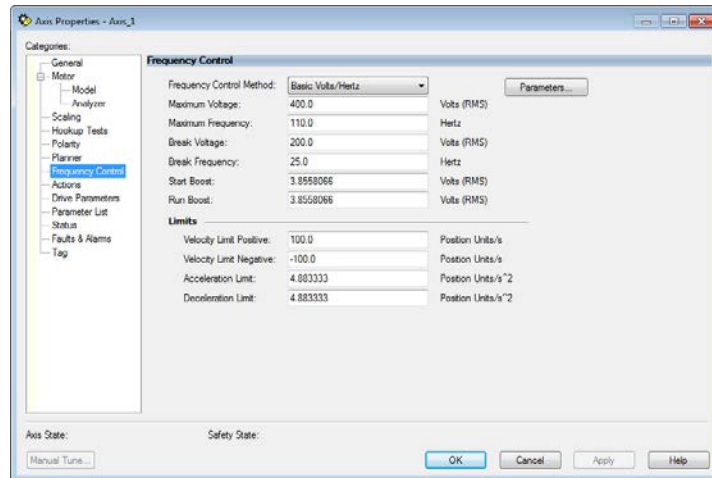 Axis Properties - Axis_1
Categories:
General
Motor
Model
Analyzer
Scaling
Hookup Tests
Polarity
Planner
Frequency Control
Actions
Drive Parameters
Parameter List
Status
Faults & Alarms
Tag
Frequency Control
Frequency Control Method: Basic Volts/Hertz Parameters...
Maximum Voltage: 400.0 Volts (RMS)
Maximum Frequency: 110.0 Hertz
Break Voltage: 200.0 Volts (RMS)
Break Frequency: 25.0 Hertz
Start Boost: 3.8558066 Volts (RMS)
Run Boost: 3.8558066 Volts (RMS)
Limits
Velocity Limit Positive: 100.0 Position Units/s
Velocity Limit Negative: -100.0 Position Units/s
Acceleration Limit: 4.883333 Position Units/s^2
Deceleration Limit: 4.883333 Position Units/s^2
Axis State: Safety State:
Manual Tune... OK Cancel Apply Help